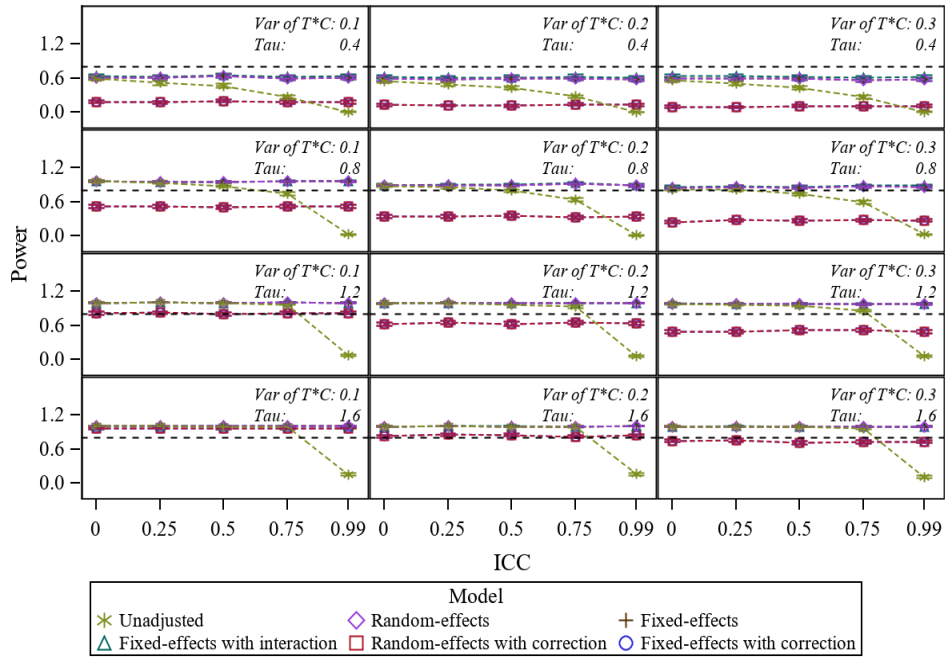 Var of T*C: 0.1
Tau: 0.4
Var of T*C: 0.2
Tau: 0.4
Var of T*C: 0.3
Tau: 0.4
1.2
0.6
0.0
Var of T*C: 0.1
Tau: 0.8
Var of T*C: 0.2
Tau: 0.8
Var of T*C: 0.3
Tau: 0.8
1.2
0.6
0.0
Power
Var of T*C: 0.1
Tau: 1.2
Var of T*C: 0.2
Tau: 1.2
Var of T*C: 0.3
Tau: 1.2
1.2
0.6
0.0
Var of T*C: 0.1
Tau: 1.6
Var of T*C: 0.2
Tau: 1.6
Var of T*C: 0.3
Tau: 1.6
1.2
0.6
0.0
0 0.25 0.5 0.75 0.99 0 0.25 0.5 0.75 0.99 0 0.25 0.5 0.75 0.99
ICC
Model
Unadjusted Random-effects Fixed-effects
Fixed-effects with interaction Random-effects with correction Fixed-effects with correction